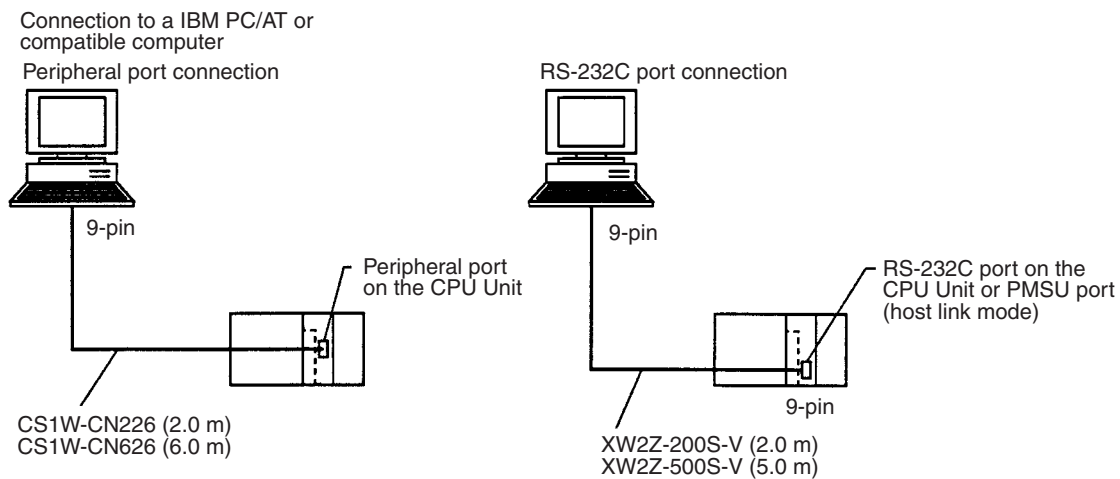 Connection to a IBM PC/AT or
compatible computer
Peripheral port connection
9-pin
Peripheral port
on the CPU Unit
CS1W-CN226 (2.0 m)
CS1W-CN626 (6.0 m)
RS-232C port connection
9-pin
RS-232C port on the
CPU Unit or PMSU port
(host link mode)
9-pin
XW2Z-200S-V (2.0 m)
XW2Z-500S-V (5.0 m)